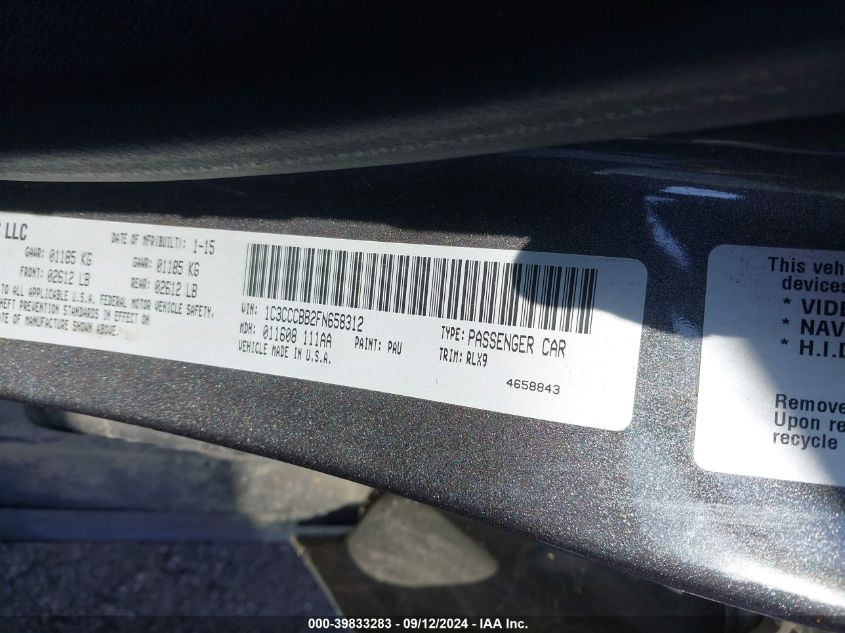 LLC
DATE OF MFR(BUILT): 1-15
GAWR: 01185 KG GAWR: 01185 KG
FRONT: 02612 LB REAR: 02612 LB
TO ALL APPLICABLE U.S.A. FEDERAL MOTOR VEHICLE SAFETY,
THEFT PREVENTION STANDARDS IN EFFECT ON
DATE OF MANUFACTURE SHOWN ABOVE.
VIN: 1C3CCCBB2FN658312 TYPE: PASSENGER CAR
MDH: 011608 111AA PAINT: PAU TRIM: RLX9
VEHICLE MADE IN U.S.A.
4658843
This veh
devices
* VIDE
* NAV
* H.I.D
Remove
Upon re
recycle
000-39833283 - 09/12/2024 - IAA Inc.